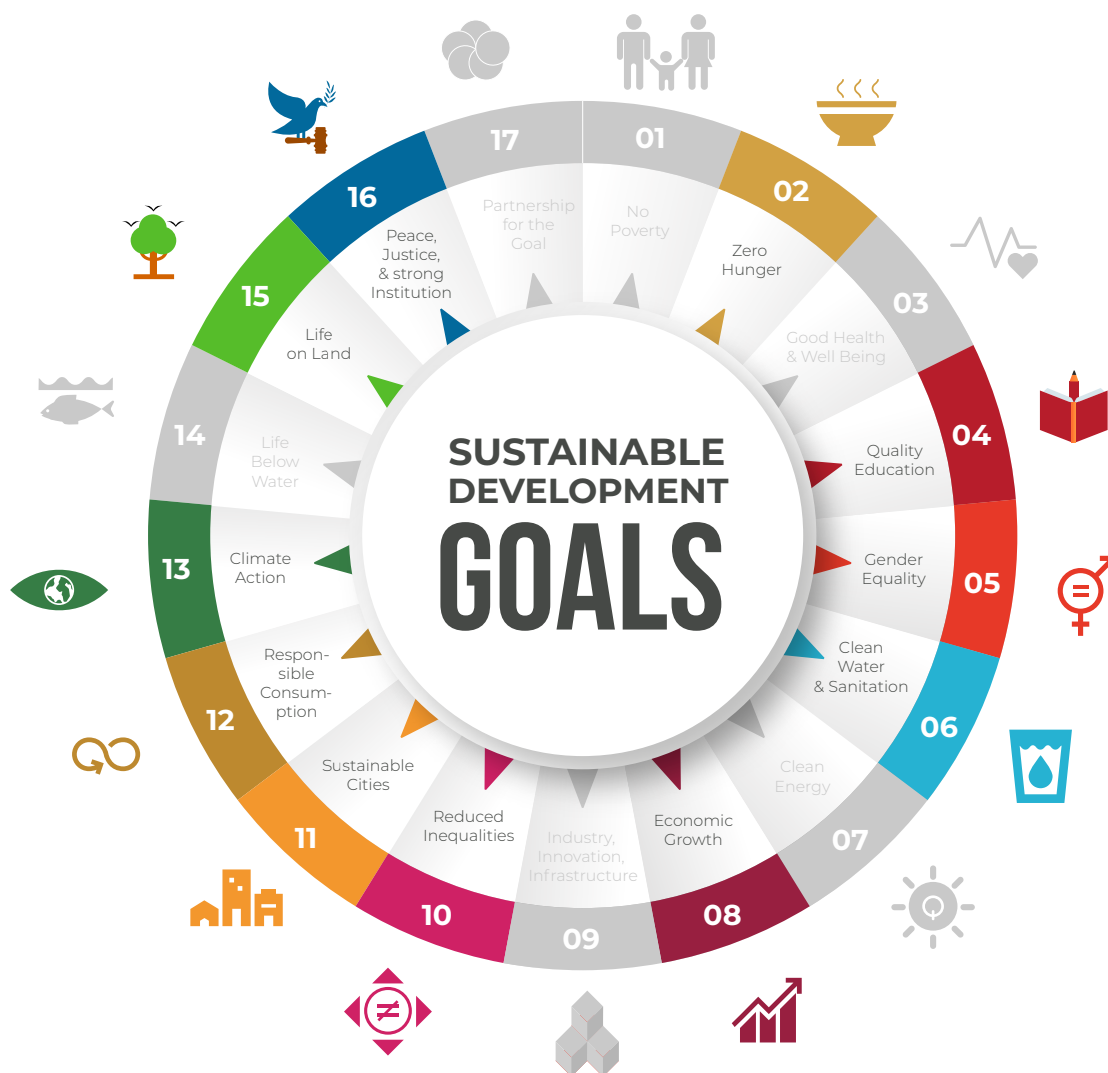 SUSTAINABLE
DEVELOPMENT
GOALS
01
No
Poverty
02
Zero
Hunger
03
Good Health
& Well Being
04
Quality
Education
05
Gender
Equality
06
Clean
Water
& Sanitation
07
Clean
Energy
08
Economic
Growth
09
Industry,
Innovation,
Infrastructure
10
Reduced
Inequalities
11
Sustainable
Cities
12
Respon-
sible
Consum-
ption
13
Climate
Action
14
Life
Below
Water
15
Life
on Land
16
Peace,
Justice,
& strong
Institution
17
Partnership
for the
Goal